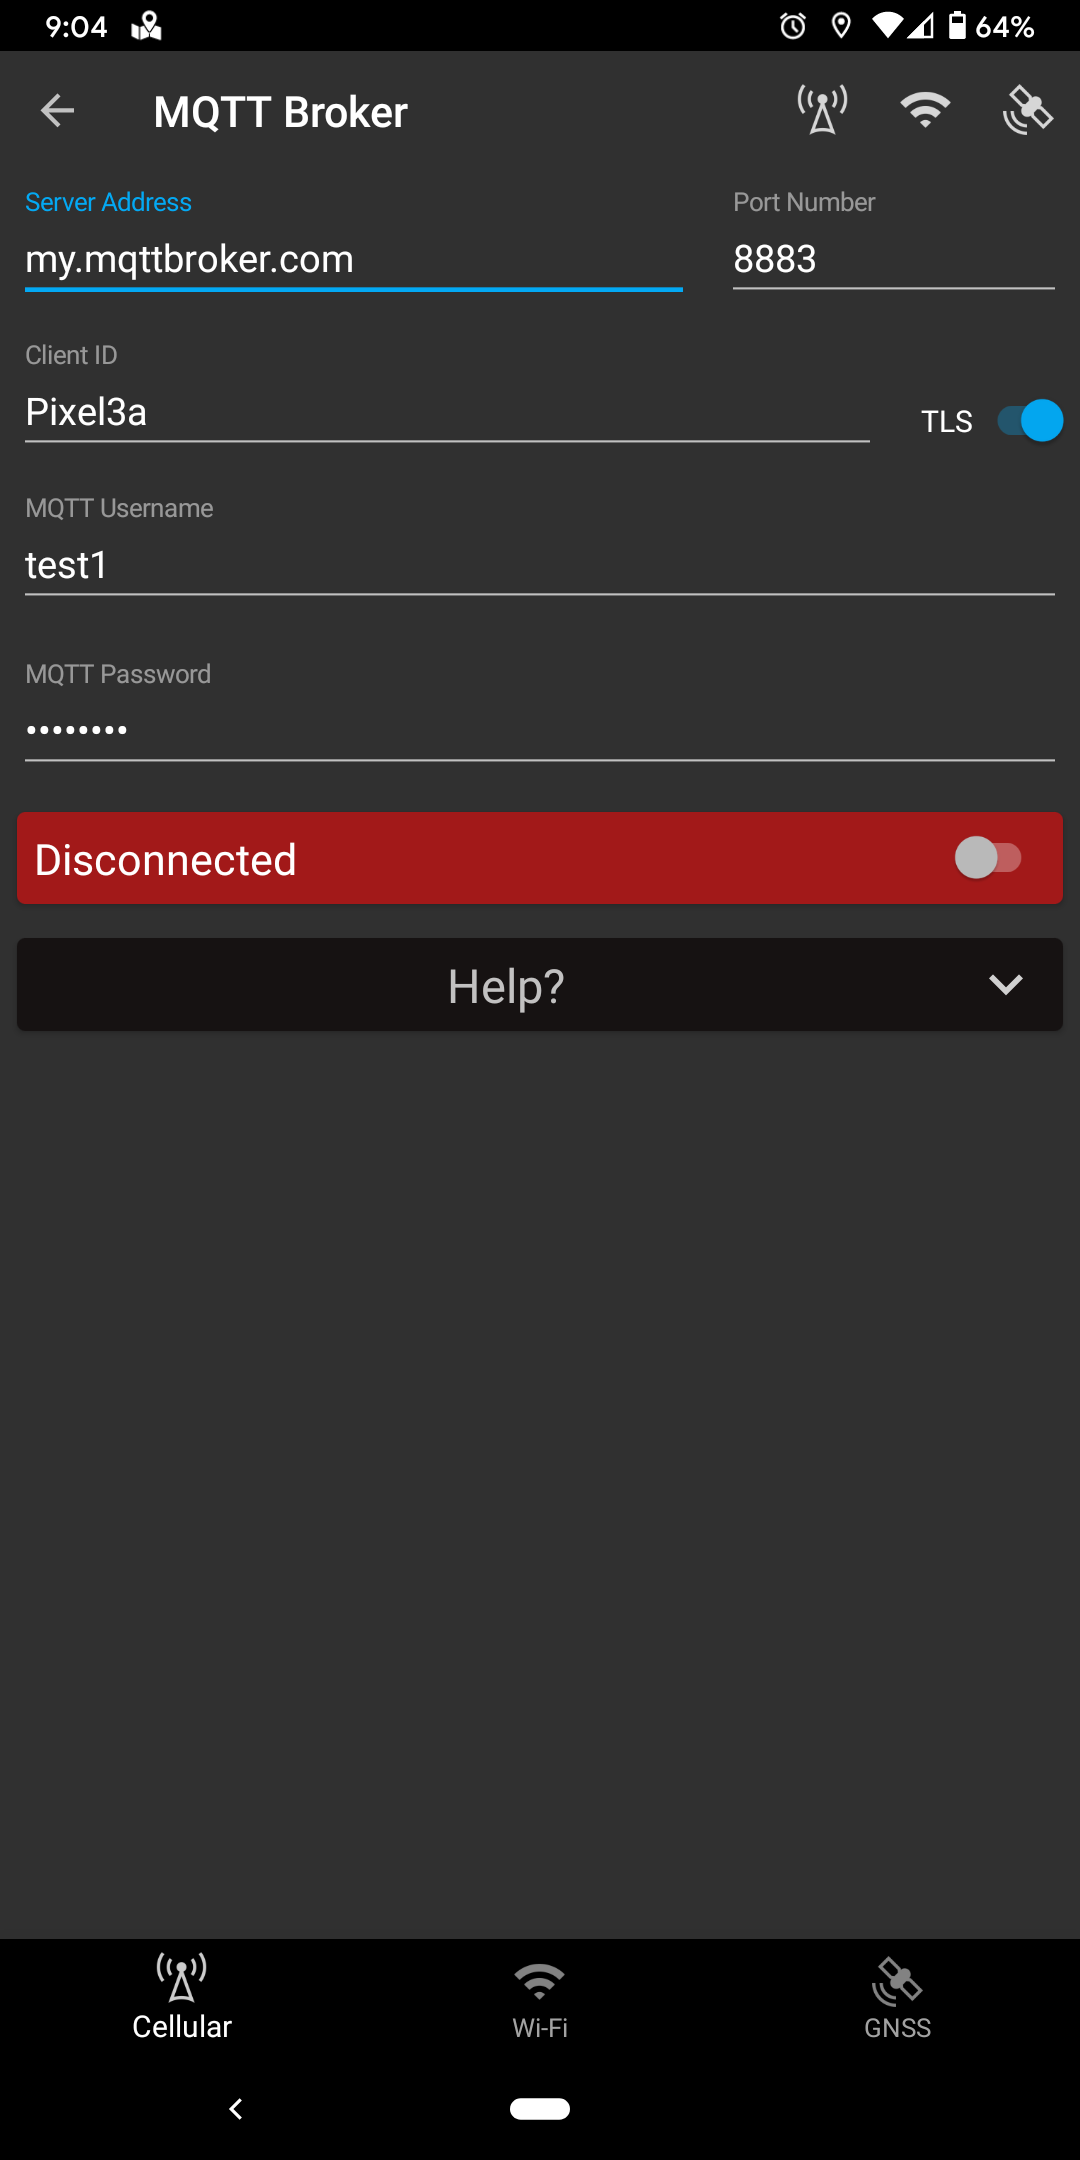 9:04 64%
MQTT Broker
Server Address Port Number
my.mqttbroker.com 8883
Client ID
Pixel3a TLS
MQTT Username
test1
MQTT Password
••••••••
Disconnected
Help?
Cellular Wi-Fi GNSS